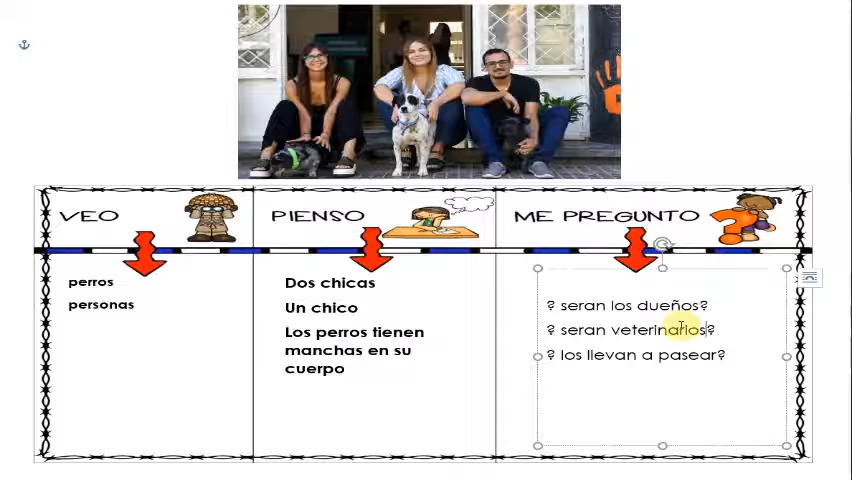 VEO
PIENSO
ME PREGUNTO
perros
personas
Dos chicas
Un chico
Los perros tienen
manchas en su
cuerpo
? seran los dueños?
? seran veterinarios?
? los llevan a pasear?